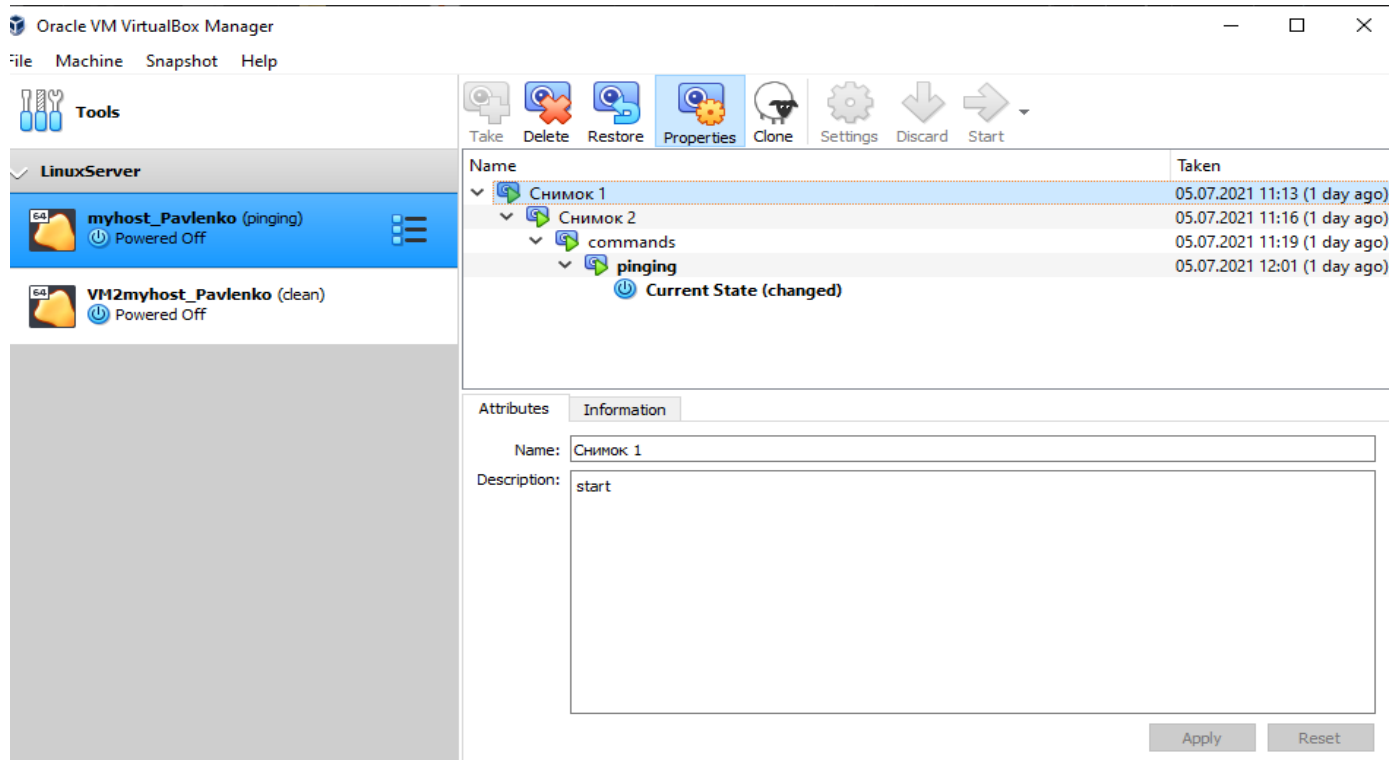 Oracle VM VirtualBox Manager
File Machine Snapshot Help
Tools
Take Delete Restore Properties Clone Settings Discard Start
LinuxServer
Name Taken
64 myhost_Pavlenko (pinging)
Powered Off
64 VM2myhost_Pavlenko (clean)
Powered Off
Снимок 1 05.07.2021 11:13 (1 day ago)
Снимок 2 05.07.2021 11:16 (1 day ago)
commands 05.07.2021 11:19 (1 day ago)
pinging 05.07.2021 12:01 (1 day ago)
Current State (changed)
Attributes Information
Name: Снимок 1
Description: start
Apply Reset